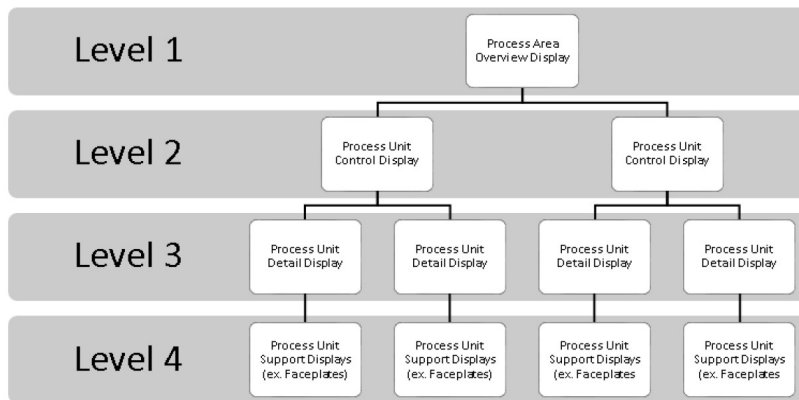 Level 1
Process Area
Overview Display
Level 2
Process Unit
Control Display
Process Unit
Control Display
Level 3
Process Unit
Detail Display
Process Unit
Detail Display
Process Unit
Detail Display
Process Unit
Detail Display
Level 4
Process Unit
Support Displays
(ex. Faceplates)
Process Unit
Support Displays
(ex. Faceplates)
Process Unit
Support Displays
(ex. Faceplates
Process Unit
Support Displays
(ex. Faceplates